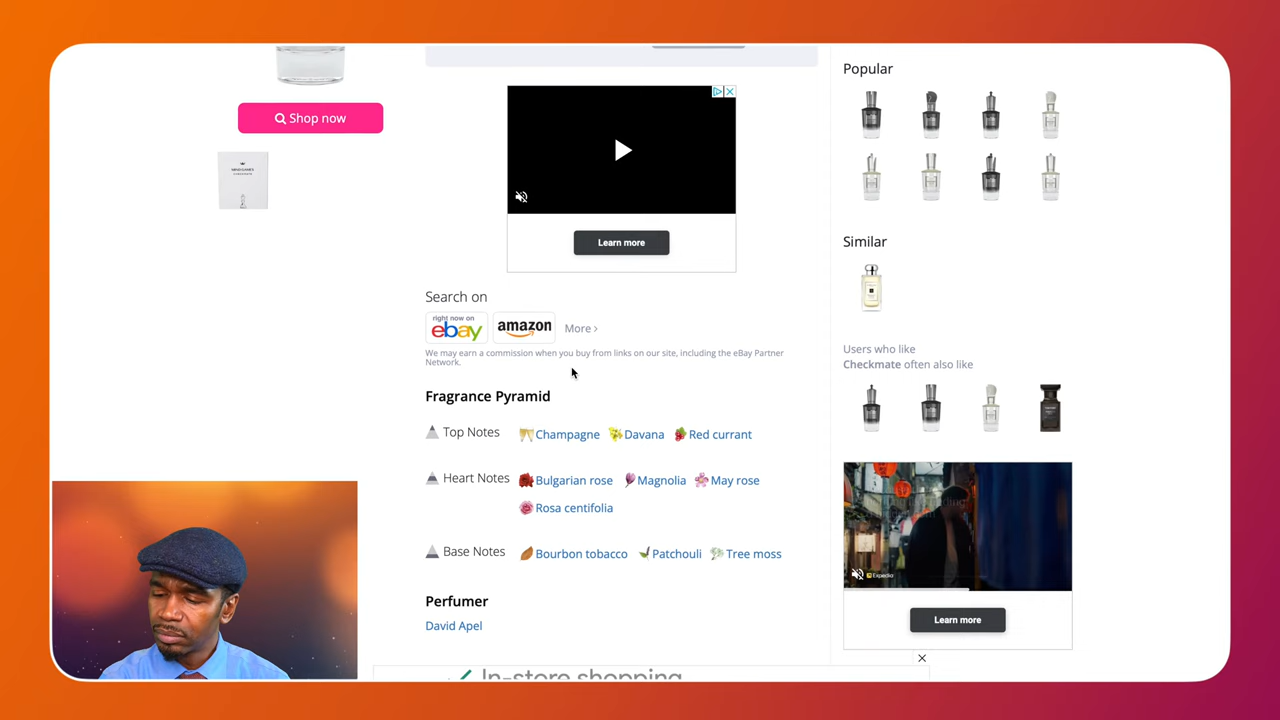 Shop now
MIND GAMES
Learn more
Search on
right now on
ebay
amazon
More ›
We may earn a commission when you buy from links on our site, including the eBay Partner
Network.
Fragrance Pyramid
Top Notes
Champagne
Davana
Red currant
Heart Notes
Bulgarian rose
Magnolia
May rose
Rosa centifolia
Base Notes
Bourbon tobacco
Patchouli
Tree moss
Perfumer
David Apel
In-store shopping
Popular
Similar
Users who like
Checkmate often also like
Expedia
Learn more